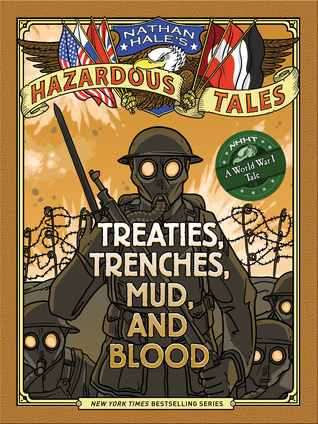 NATHAN
HALE'S
HAZARDOUS TALES
NHHT
A World War I
Tale
TREATIES,
TRENCHES,
MUD,
AND
BLOOD
NEW YORK TIMES BESTSELLING SERIES